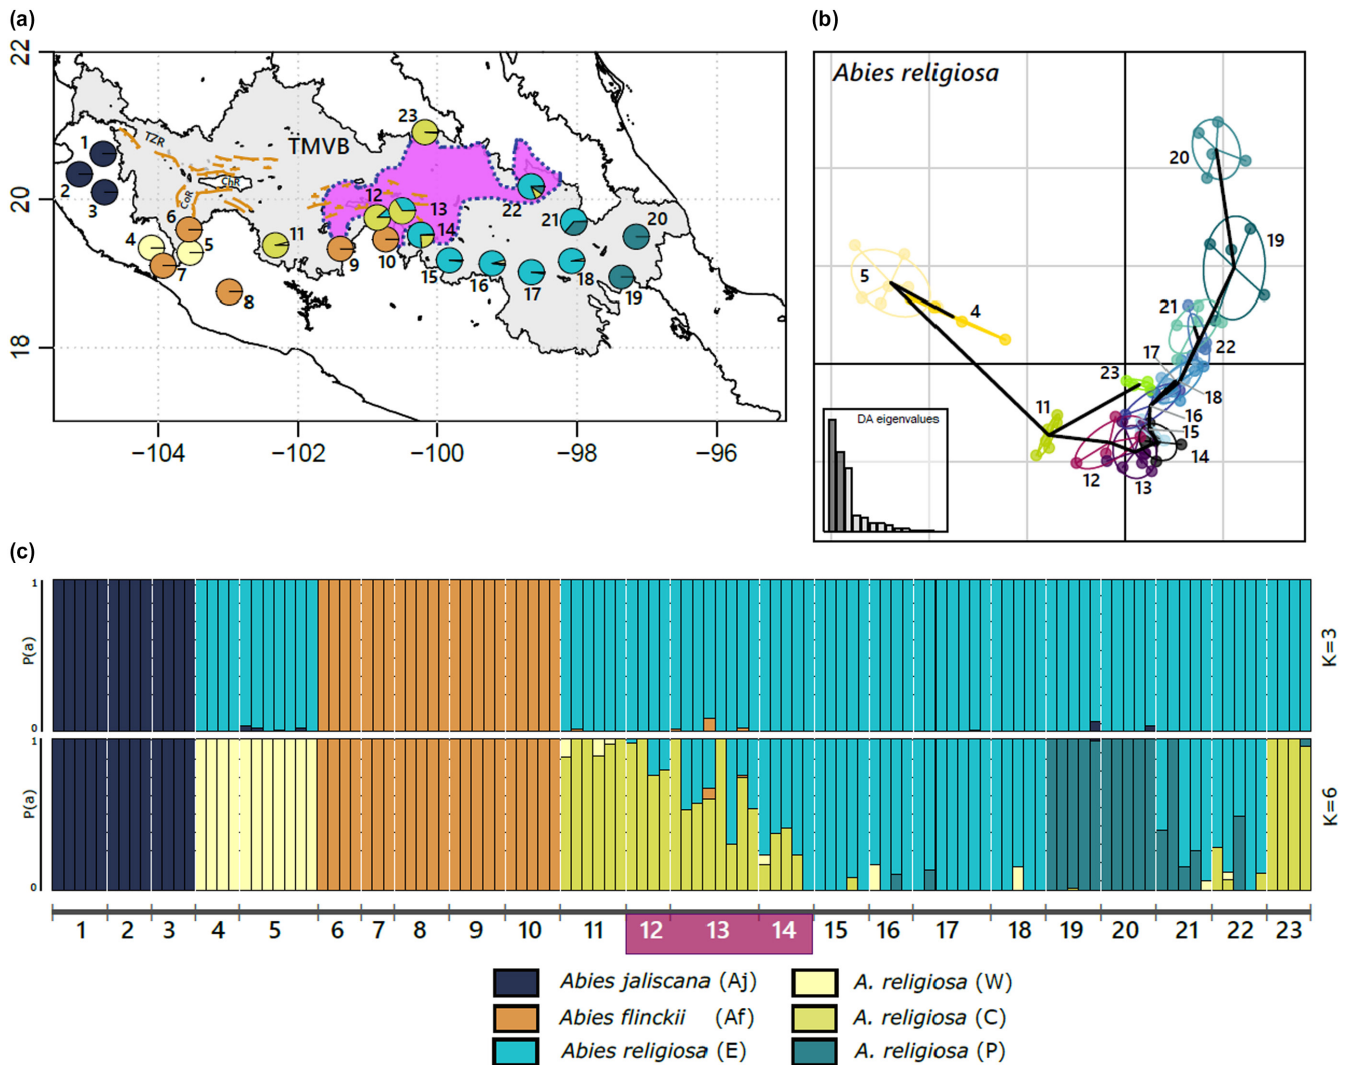 (a)
(b)
22
20
18
−104
−102
−100
−98
−96
TMVB
TZR
ChR
CoR
1
2
3
4
5
6
7
8
9
10
11
12
13
14
15
16
17
18
19
20
21
22
23
Abies religiosa
20
19
5
4
21
22
17
23
18
11
16
15
14
12
13
DA eigenvalues
(c)
1
P(a)
0
K=3
1
P(a)
0
K=6
1 2 3 4 5 6 7 8 9 10 11 12 13 14 15 16 17 18 19 20 21 22 23
Abies jaliscana (Aj) A. religiosa (W)
Abies flinckii (Af) A. religiosa (C)
Abies religiosa (E) A. religiosa (P)